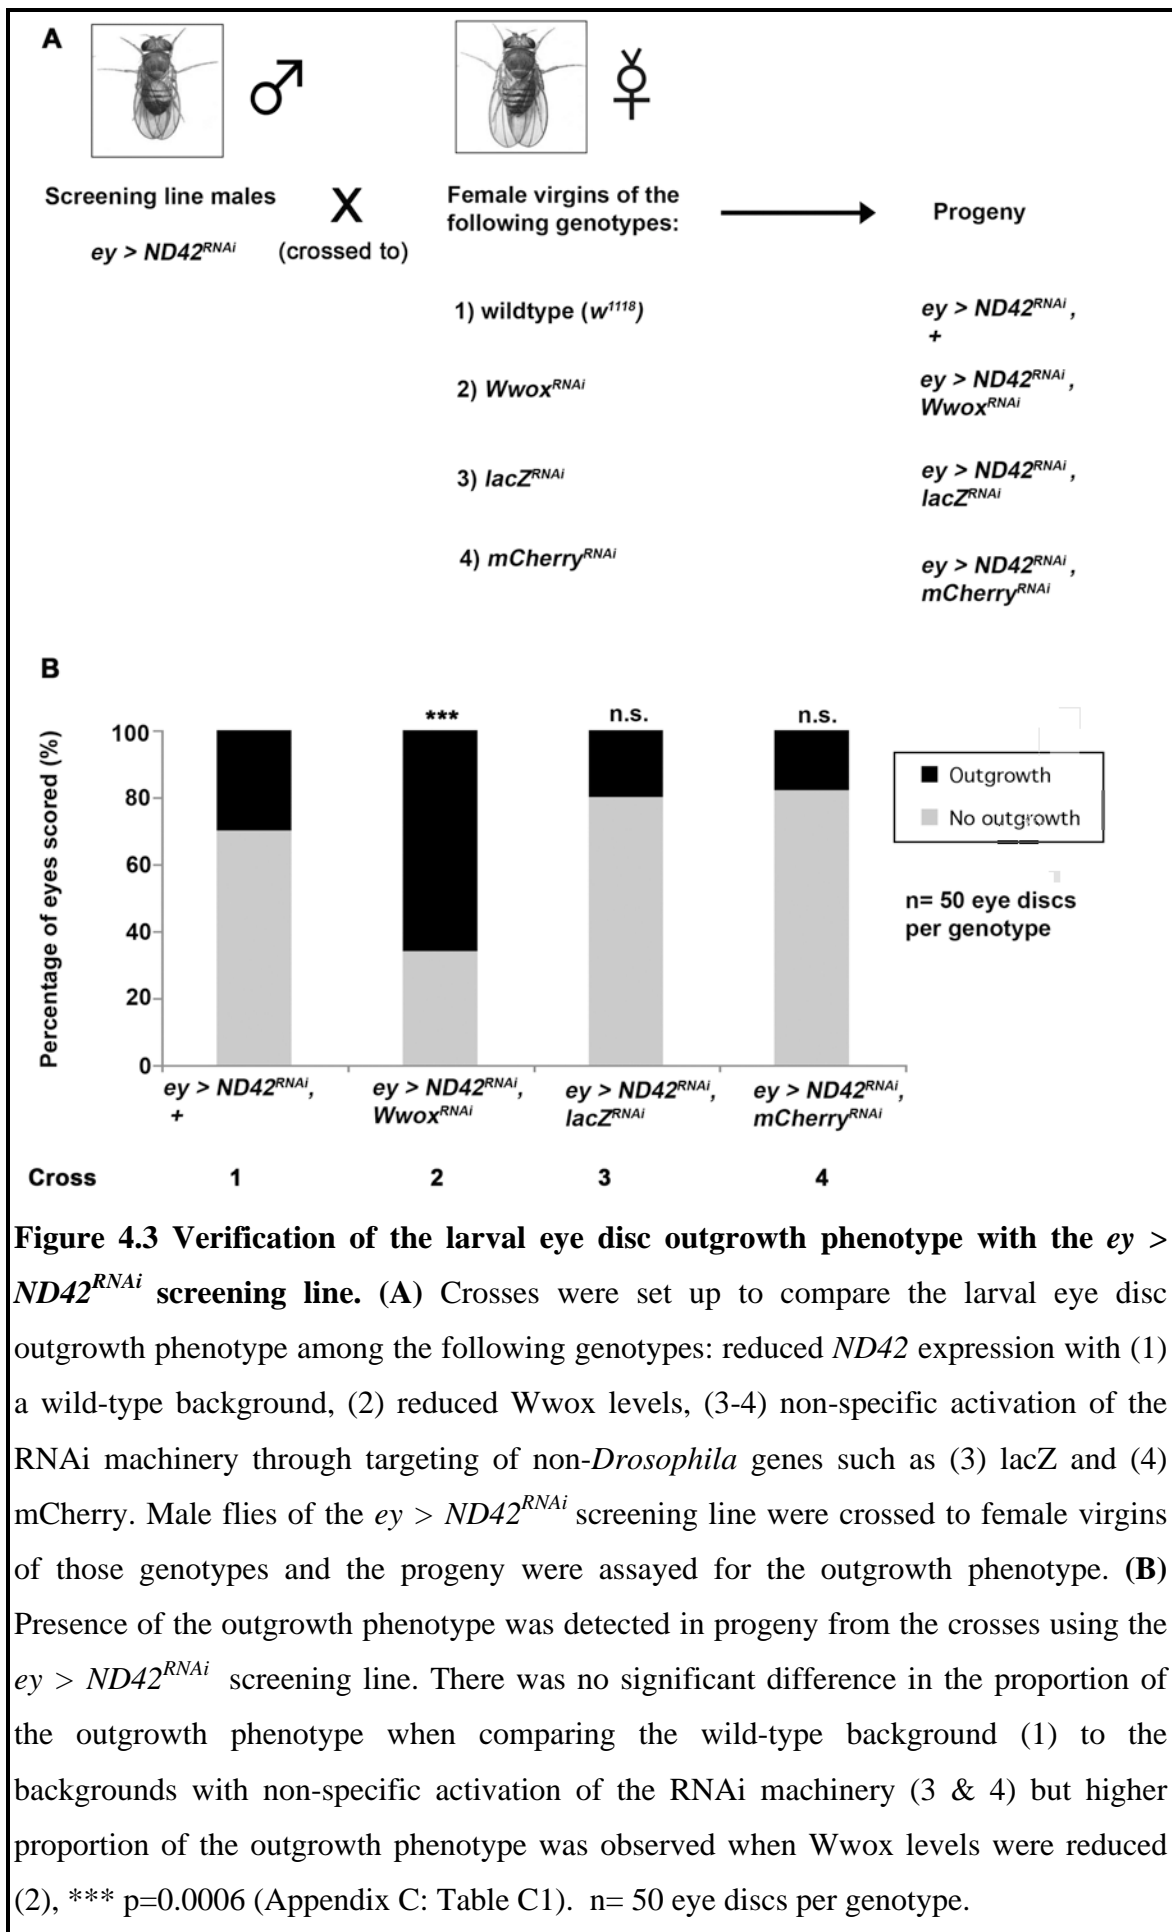 A
♂
☿
Screening line males
X
Female virgins of the
following genotypes:
Progeny
ey > ND42RNAi
(crossed to)
1) wildtype (w1118)
ey > ND42RNAi ,
+
2) WwoxRNAi
ey > ND42RNAi ,
WwoxRNAi
3) lacZRNAi
ey > ND42RNAi ,
lacZRNAi
4) mCherryRNAi
ey > ND42RNAi ,
mCherryRNAi
B
Percentage of eyes scored (%)
100
80
60
40
20
0
***
n.s.
n.s.
Outgrowth
No outgrowth
n= 50 eye discs
per genotype
ey > ND42RNAi,
+
ey > ND42RNAi,
WwoxRNAi
ey > ND42RNAi,
lacZRNAi
ey > ND42RNAi,
mCherryRNAi
Cross 1 2 3 4
Figure 4.3 Verification of the larval eye disc outgrowth phenotype with the ey >
ND42RNAi screening line. (A) Crosses were set up to compare the larval eye disc
outgrowth phenotype among the following genotypes: reduced ND42 expression with (1)
a wild-type background, (2) reduced Wwox levels, (3-4) non-specific activation of the
RNAi machinery through targeting of non-Drosophila genes such as (3) lacZ and (4)
mCherry. Male flies of the ey > ND42RNAi screening line were crossed to female virgins
of those genotypes and the progeny were assayed for the outgrowth phenotype. (B)
Presence of the outgrowth phenotype was detected in progeny from the crosses using the
ey > ND42RNAi screening line. There was no significant difference in the proportion of
the outgrowth phenotype when comparing the wild-type background (1) to the
backgrounds with non-specific activation of the RNAi machinery (3 & 4) but higher
proportion of the outgrowth phenotype was observed when Wwox levels were reduced
(2), *** p=0.0006 (Appendix C: Table C1). n= 50 eye discs per genotype.